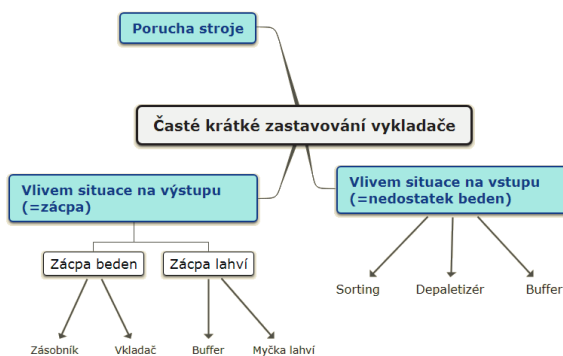 Porucha stroje
Časté krátké zastavování vykladače
Vlivem situace na výstupu
(=zácpa)
Vlivem situace na vstupu
(=nedostatek beden)
Zácpa beden
Zácpa lahví
Sorting
Depaletizér
Buffer
Zásobník
Vkladač
Buffer
Myčka lahví